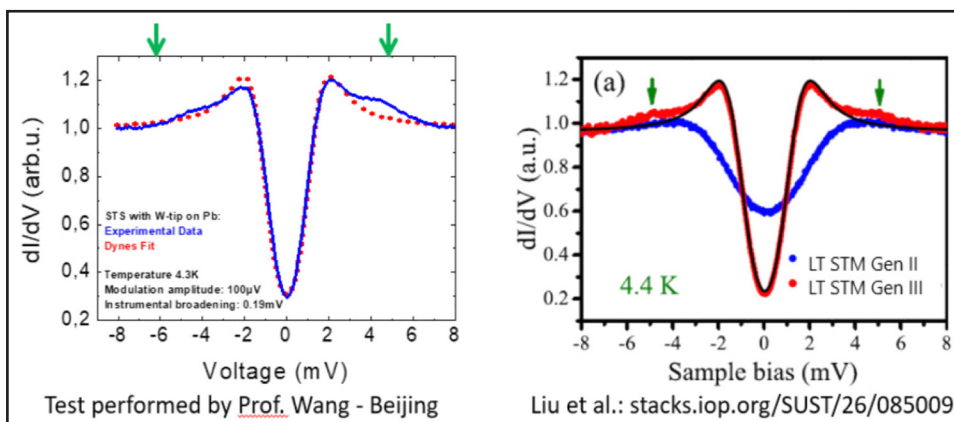 1,2
1,0
0,8
0,6
0,4
0,2
dI/dV (arb.u.)
STS with W-tip on Pb:
Experimental Data
Dynes Fit
Temperature 4.3K
Modulation amplitude: 100µV
Instrumental broadening: 0.19mV
-8 -6 -4 -2 0 2 4 6 8
Voltage (mV)
Test performed by Prof. Wang - Beijing
(a)
1.2
1.0
0.8
0.6
0.4
0.2
dI/dV (a.u.)
LT STM Gen II
LT STM Gen III
4.4 K
-8 -6 -4 -2 0 2 4 6 8
Sample bias (mV)
Liu et al.: stacks.iop.org/SUST/26/085009